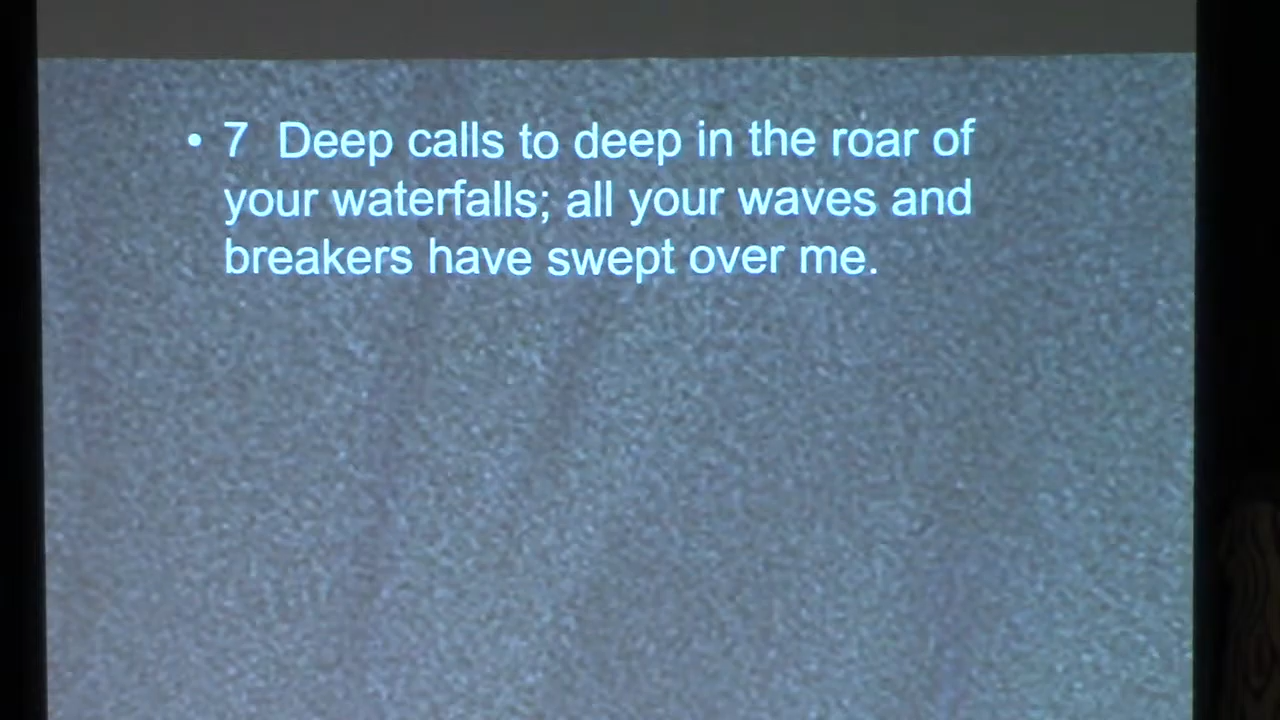 • 7 Deep calls to deep in the roar of
your waterfalls; all your waves and
breakers have swept over me.